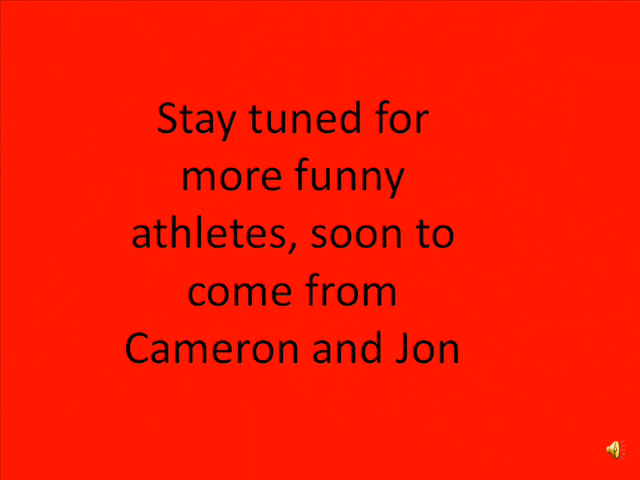 Stay tuned for
more funny
athletes, soon to
come from
Cameron and Jon